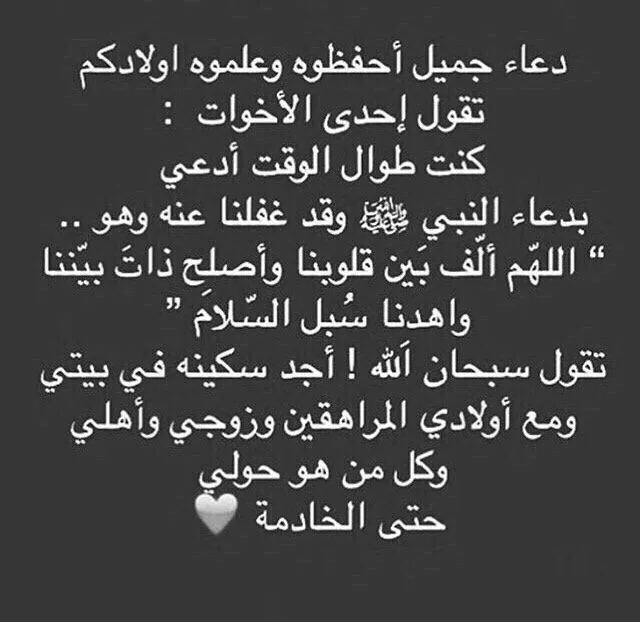 دعاء جميل أحفظوه وعلموه اولادكم
تقول إحدى الأخوات :
كنت طوال الوقت أدعي
بدعاء النبي ﷺ وقد غفلنا عنه وهو ..
“ اللهّم ألّف بَين قلوبنا وأصلح ذاتَ بيّننا
واهدنا سُبل السّلامَ ”
تقول سبحان اَلله ! أجد سكينه في بيتي
ومع أولادي المراهقين وزوجي وأهلي
وكل من هو حولي
حتى الخادمة 🤍